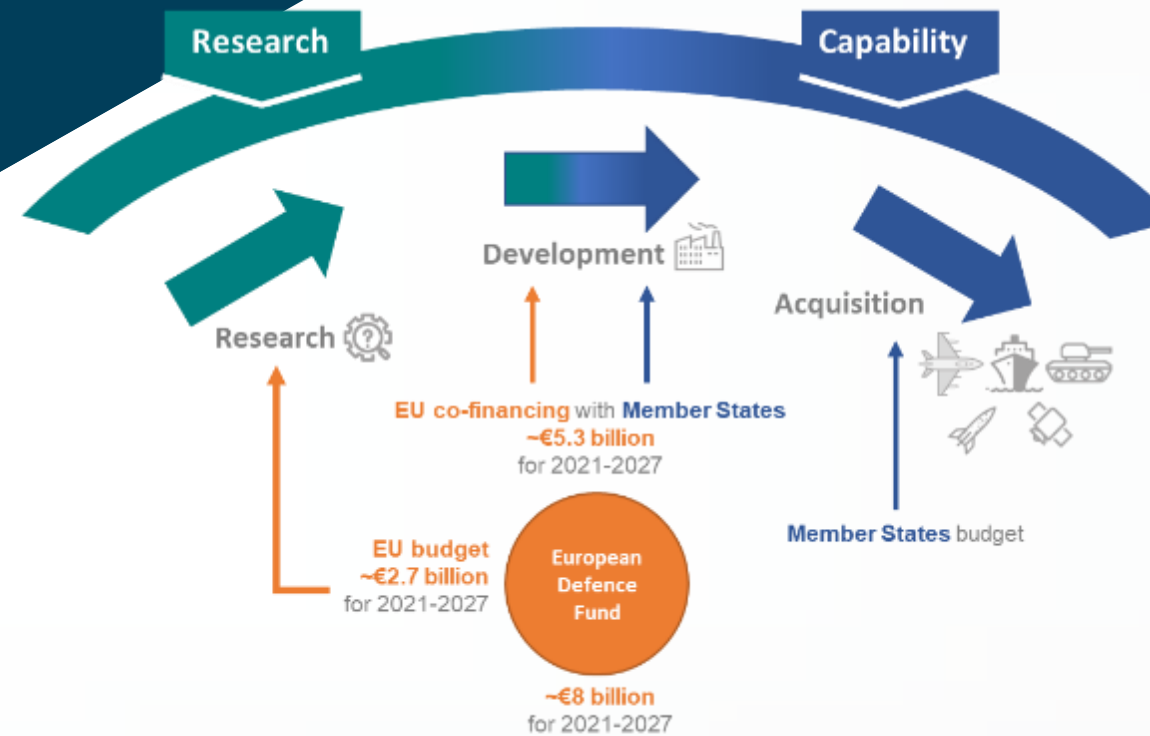 Research
Capability
Development
Acquisition
Research
EU co-financing with Member States
~€5.3 billion
for 2021-2027
Member States budget
EU budget
~€2.7 billion
for 2021-2027
European
Defence
Fund
~€8 billion
for 2021-2027